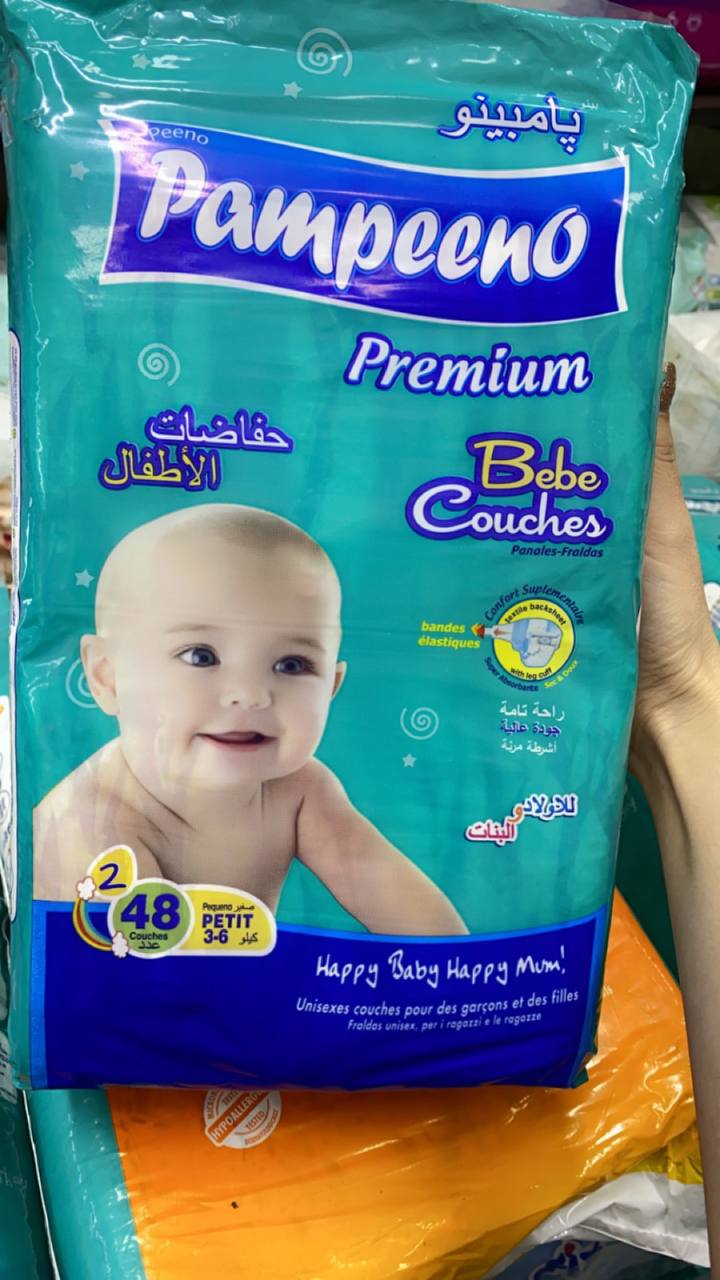 پامبينو
peeno
Pampeeno
Premium
حفاضات
الأطفال
Bebe
Couches
Panales-Fraldas
Confort Suplementaire
textile backsheet
bandes
élastiques
with leg cuff
Super Absorbante Sec & Doux
راحة تامة
جودة عالية
أشرطة مرنة
للأولاد و
البنات
2
48
Couches
عدد
Pequeno صغير
PETIT
3-6 كيلو
Happy Baby Happy Mum!
Unisexes couches pour des garçons et des filles
Fraldas unisex, per i ragazzi e le ragazze
HYPOALLERGENIC
TESTED